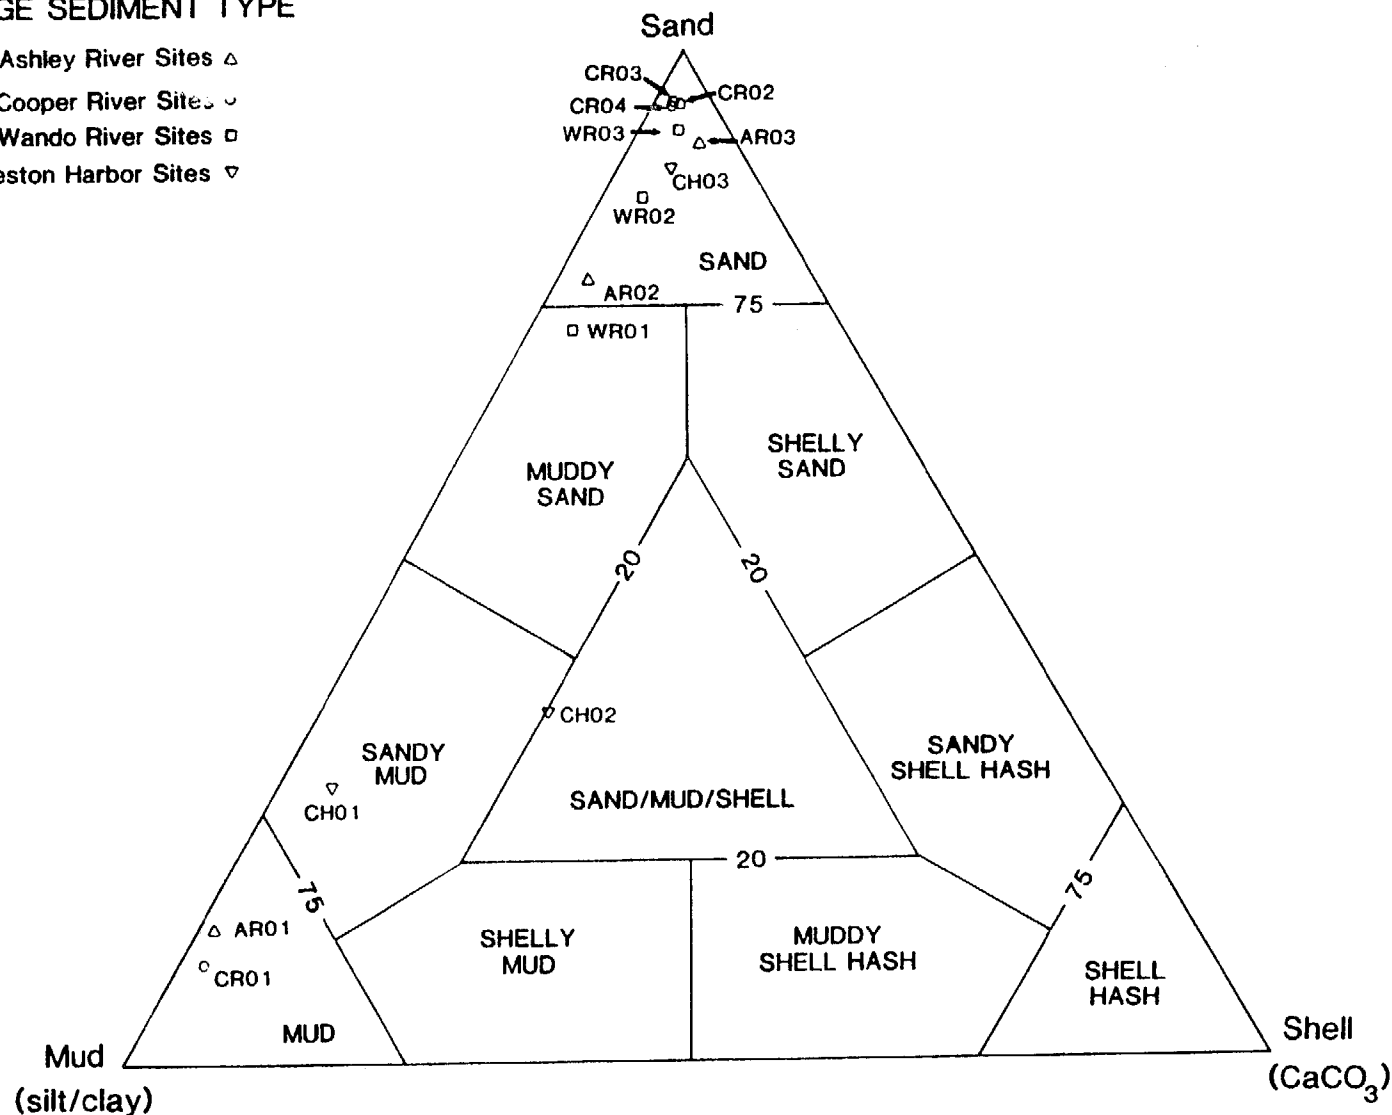 GE SEDIMENT TYPE
Ashley River Sites △
Cooper River Sites
Wando River Sites □
eston Harbor Sites ▽
Sand
CR03
CR02
CR04
WR03
AR03
CH03
WR02
SAND
AR02
75
WR01
SHELLY
SAND
MUDDY
SAND
20
20
CH02
SANDY
MUD
SANDY
SHELL HASH
SAND/MUD/SHELL
CH01
20
75
75
AR01
SHELLY
MUD
MUDDY
SHELL HASH
CR01
SHELL
HASH
MUD
Shell
(CaCO3)
Mud
(silt/clay)